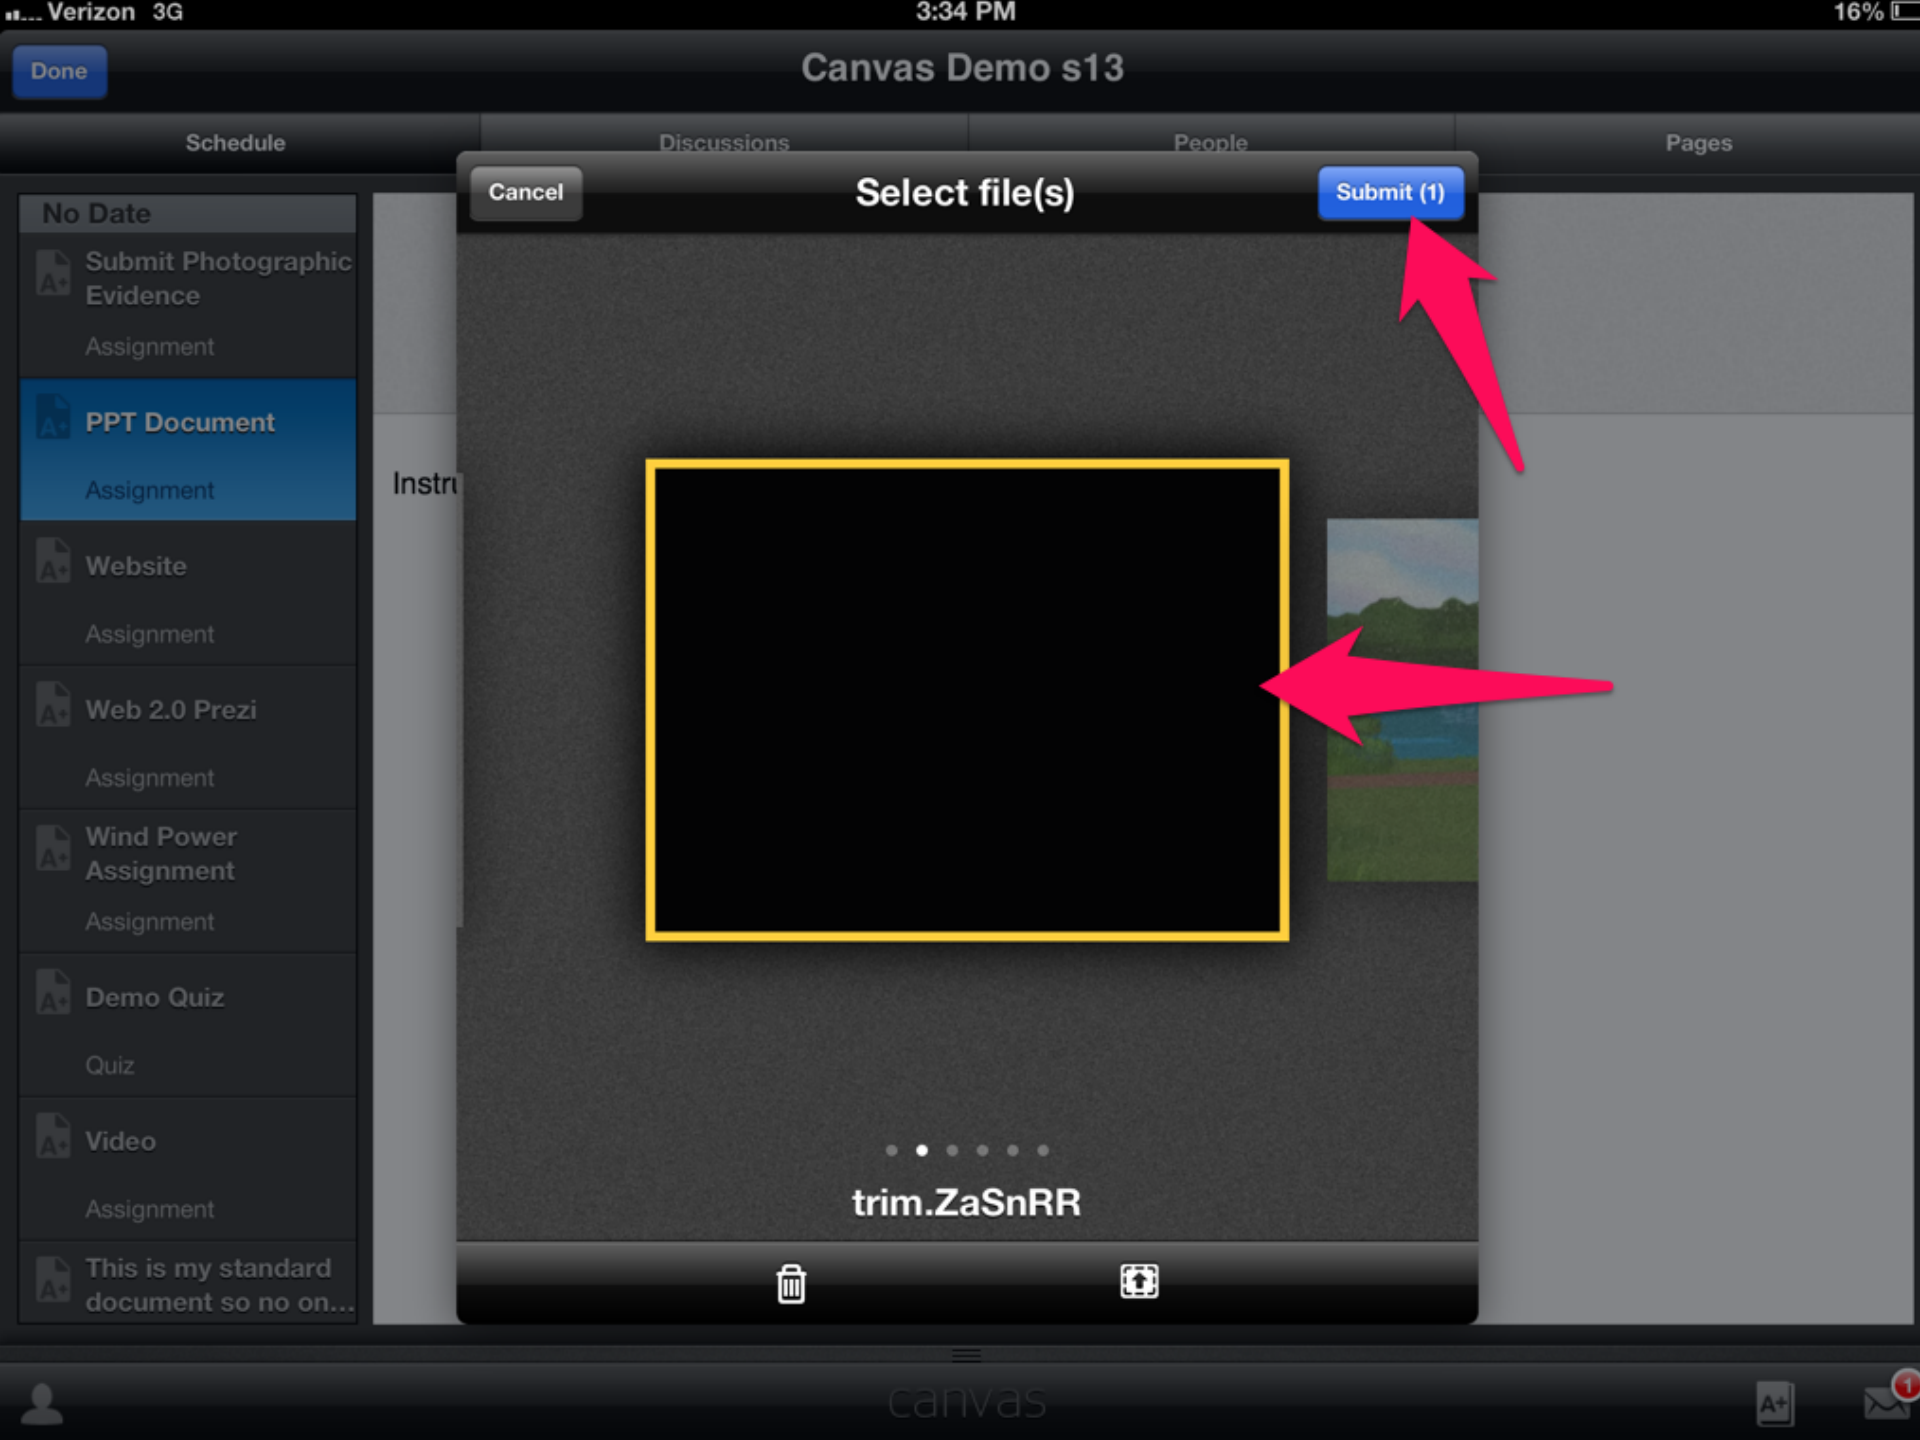 Verizon 3G
3:34 PM
16%
Done
Canvas Demo s13
Schedule
Discussions
People
Pages
Cancel
Select file(s)
Submit (1)
No Date
Submit Photographic
Evidence
Assignment
PPT Document
Assignment
Website
Assignment
Web 2.0 Prezi
Assignment
Wind Power
Assignment
Assignment
Demo Quiz
Quiz
Video
Assignment
This is my standard
document so no on...
Instru
trim.ZaSnRR
canvas
A+
1